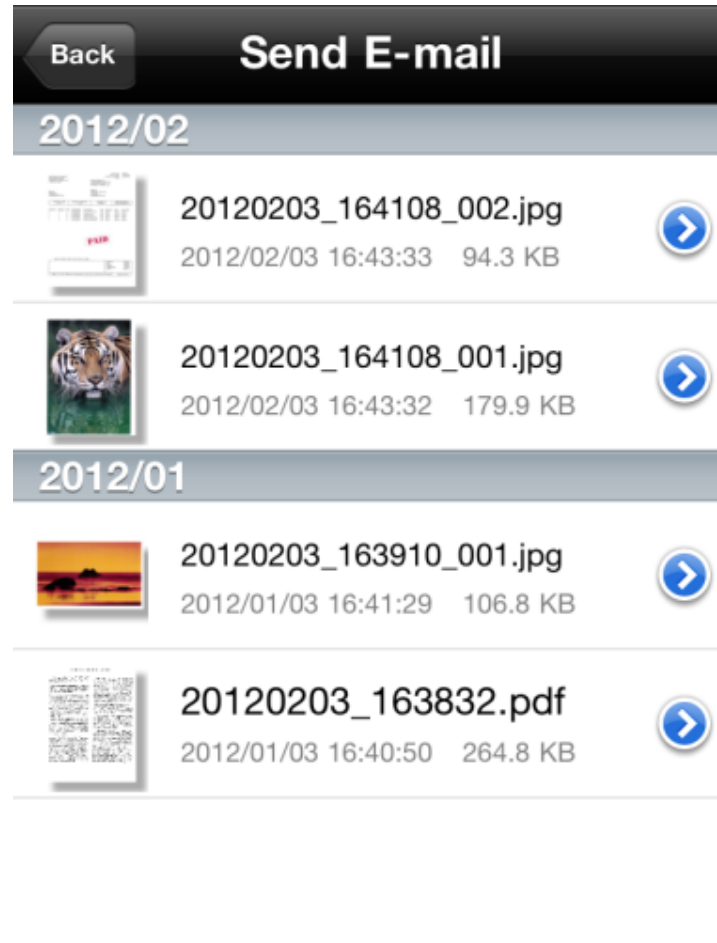 Back
Send E-mail
2012/02
PAID
20120203_164108_002.jpg
2012/02/03 16:43:33 94.3 KB
20120203_164108_001.jpg
2012/02/03 16:43:32 179.9 KB
2012/01
20120203_163910_001.jpg
2012/01/03 16:41:29 106.8 KB
20120203_163832.pdf
2012/01/03 16:40:50 264.8 KB